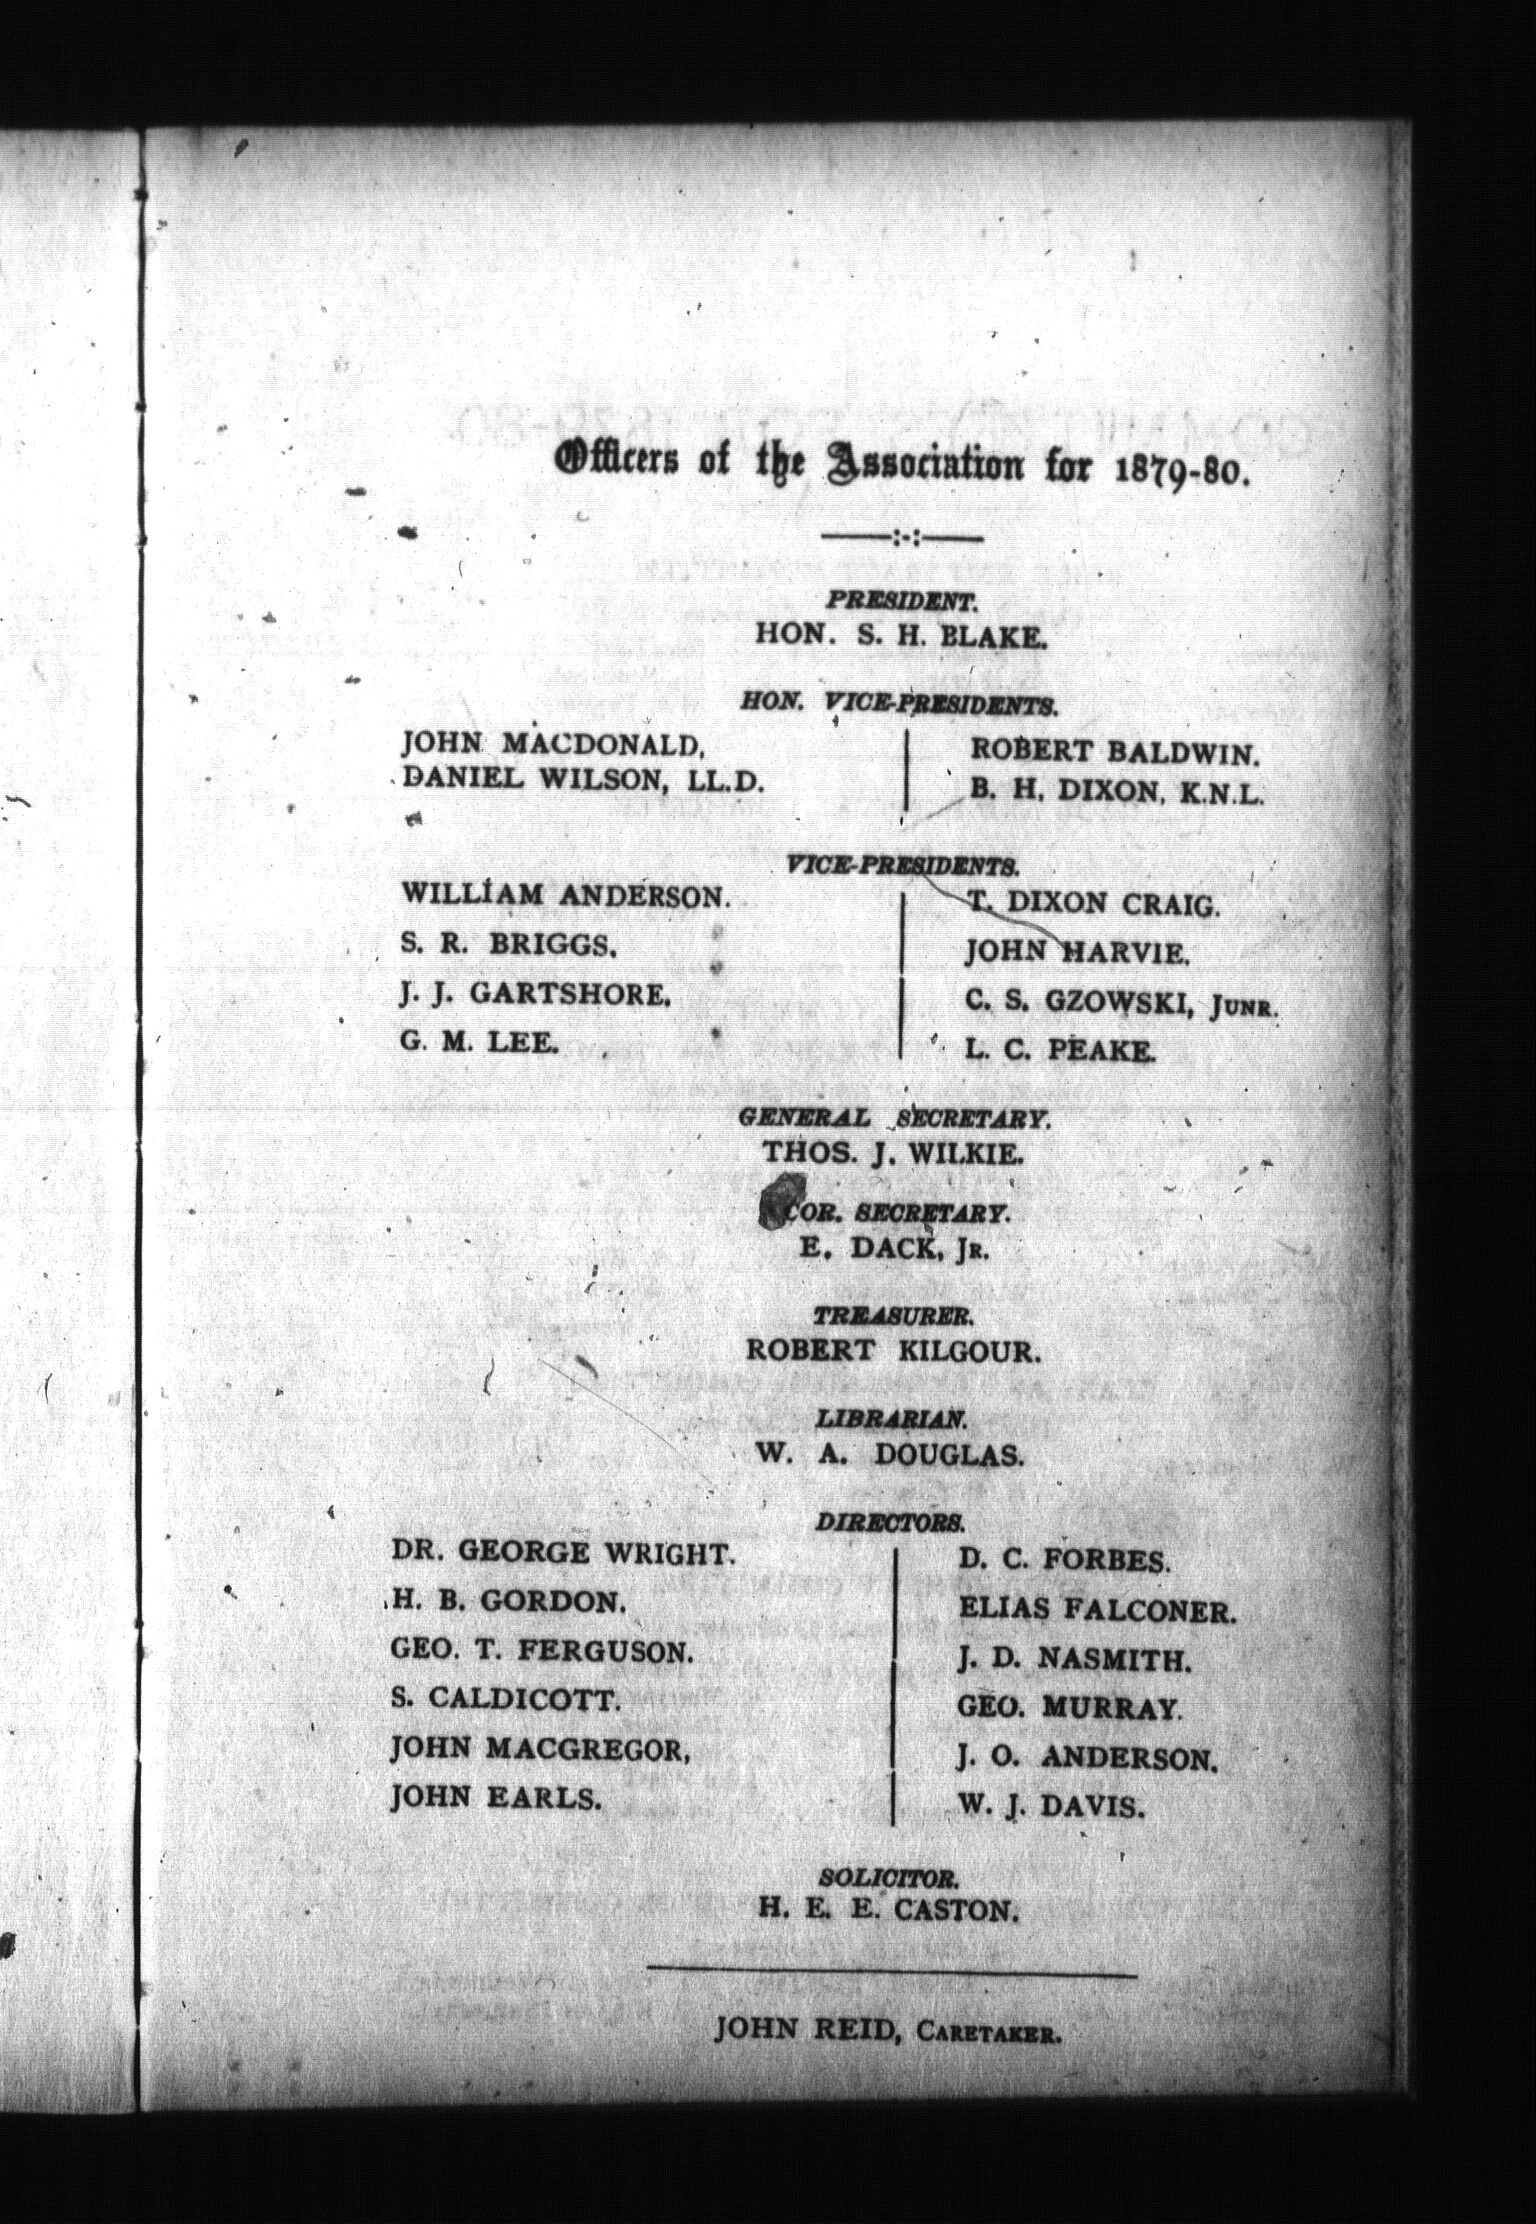 Officers of the Association for 1879-80.
PRESIDENT.
HON. S. H. BLAKE.
HON. VICE-PRESIDENTS.
JOHN MACDONALD,
DANIEL WILSON, LL.D.
ROBERT BALDWIN.
B. H. DIXON, K.N.L.
VICE-PRESIDENTS.
WILLIAM ANDERSON.
S. R. BRIGGS.
J. J. GARTSHORE.
G. M. LEE.
T. DIXON CRAIG.
JOHN HARVIE.
C. S. GZOWSKI, JUNR.
L. C. PEAKE.
GENERAL SECRETARY.
THOS. J. WILKIE.
COR. SECRETARY.
E. DACK, JR.
TREASURER.
ROBERT KILGOUR.
LIBRARIAN.
W. A. DOUGLAS.
DIRECTORS.
DR. GEORGE WRIGHT.
H. B. GORDON.
GEO. T. FERGUSON.
S. CALDICOTT.
JOHN MACGREGOR,
JOHN EARLS.
D. C. FORBES.
ELIAS FALCONER.
J. D. NASMITH.
GEO. MURRAY.
J. O. ANDERSON.
W. J. DAVIS.
SOLICITOR.
H. E. E. CASTON.
JOHN REID, CARETAKER.